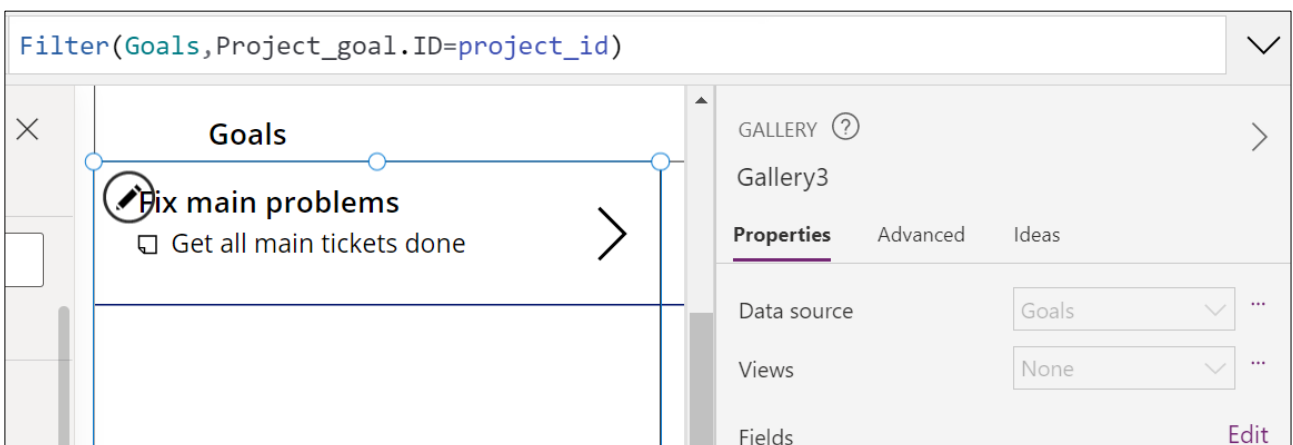 Filter(Goals,Project_goal.ID=project_id)
Goals
Fix main problems
Get all main tickets done
GALLERY ?
Gallery3
Properties Advanced Ideas
Data source Goals ...
Views None ...
Fields Edit